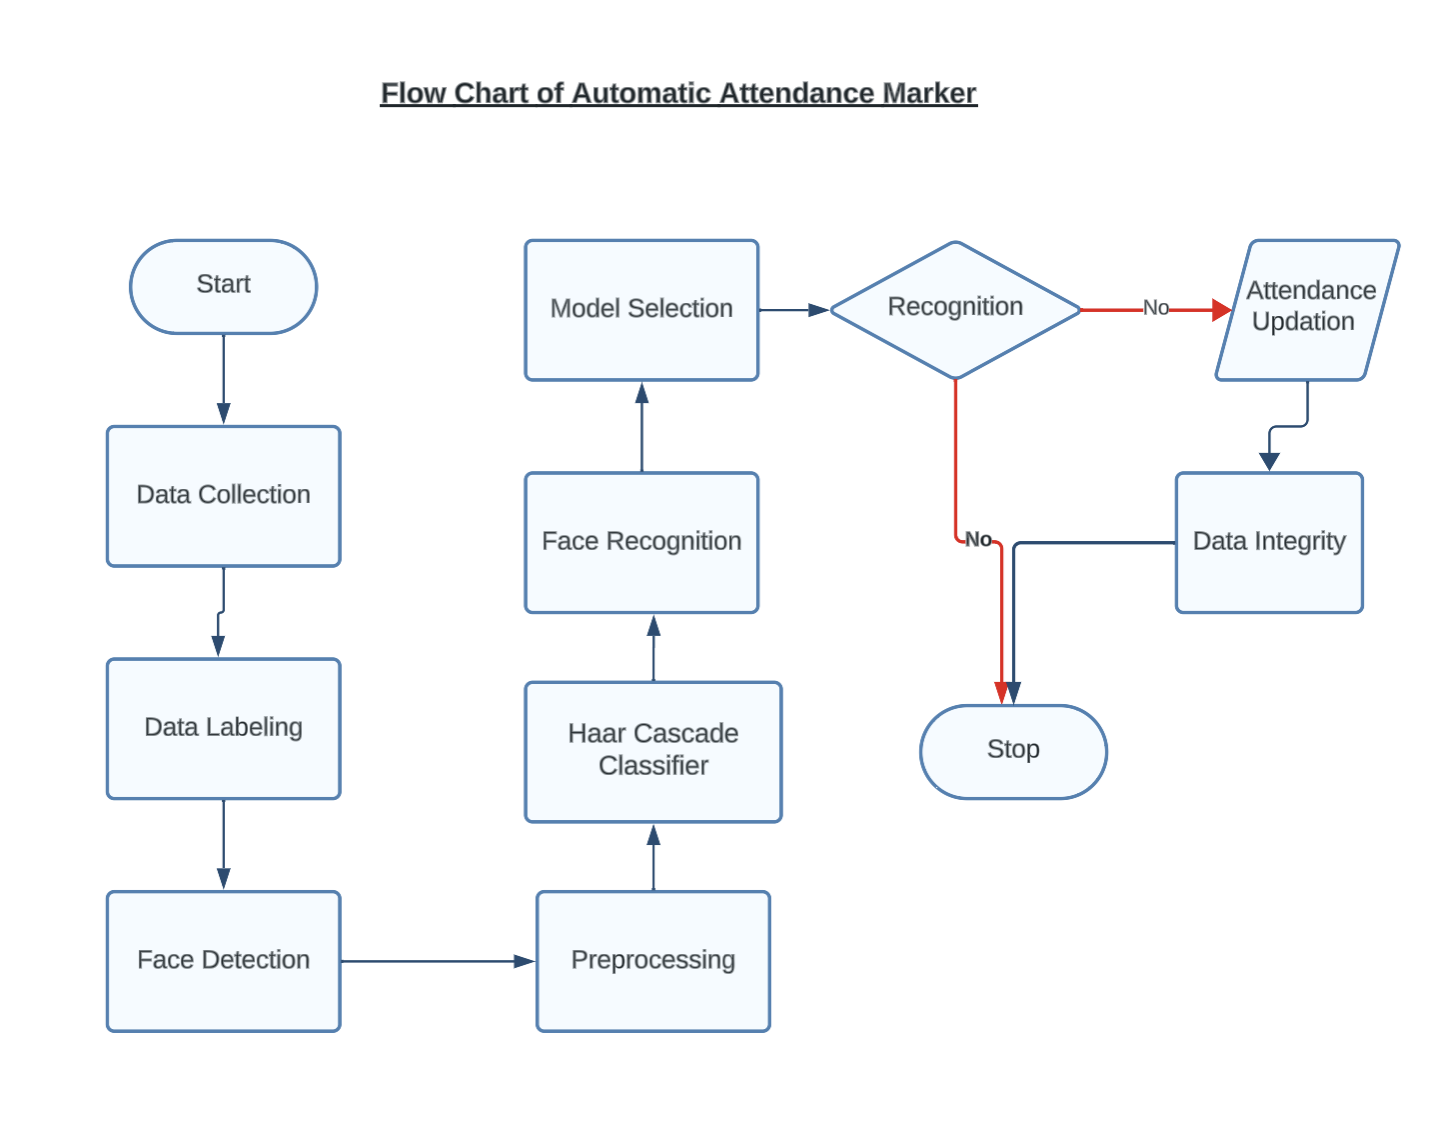 Flow Chart of Automatic Attendance Marker
Start
Data Collection
Data Labeling
Face Detection
Preprocessing
Haar Cascade
Classifier
Face Recognition
Model Selection
Recognition
No
Attendance
Updation
Data Integrity
No
Stop